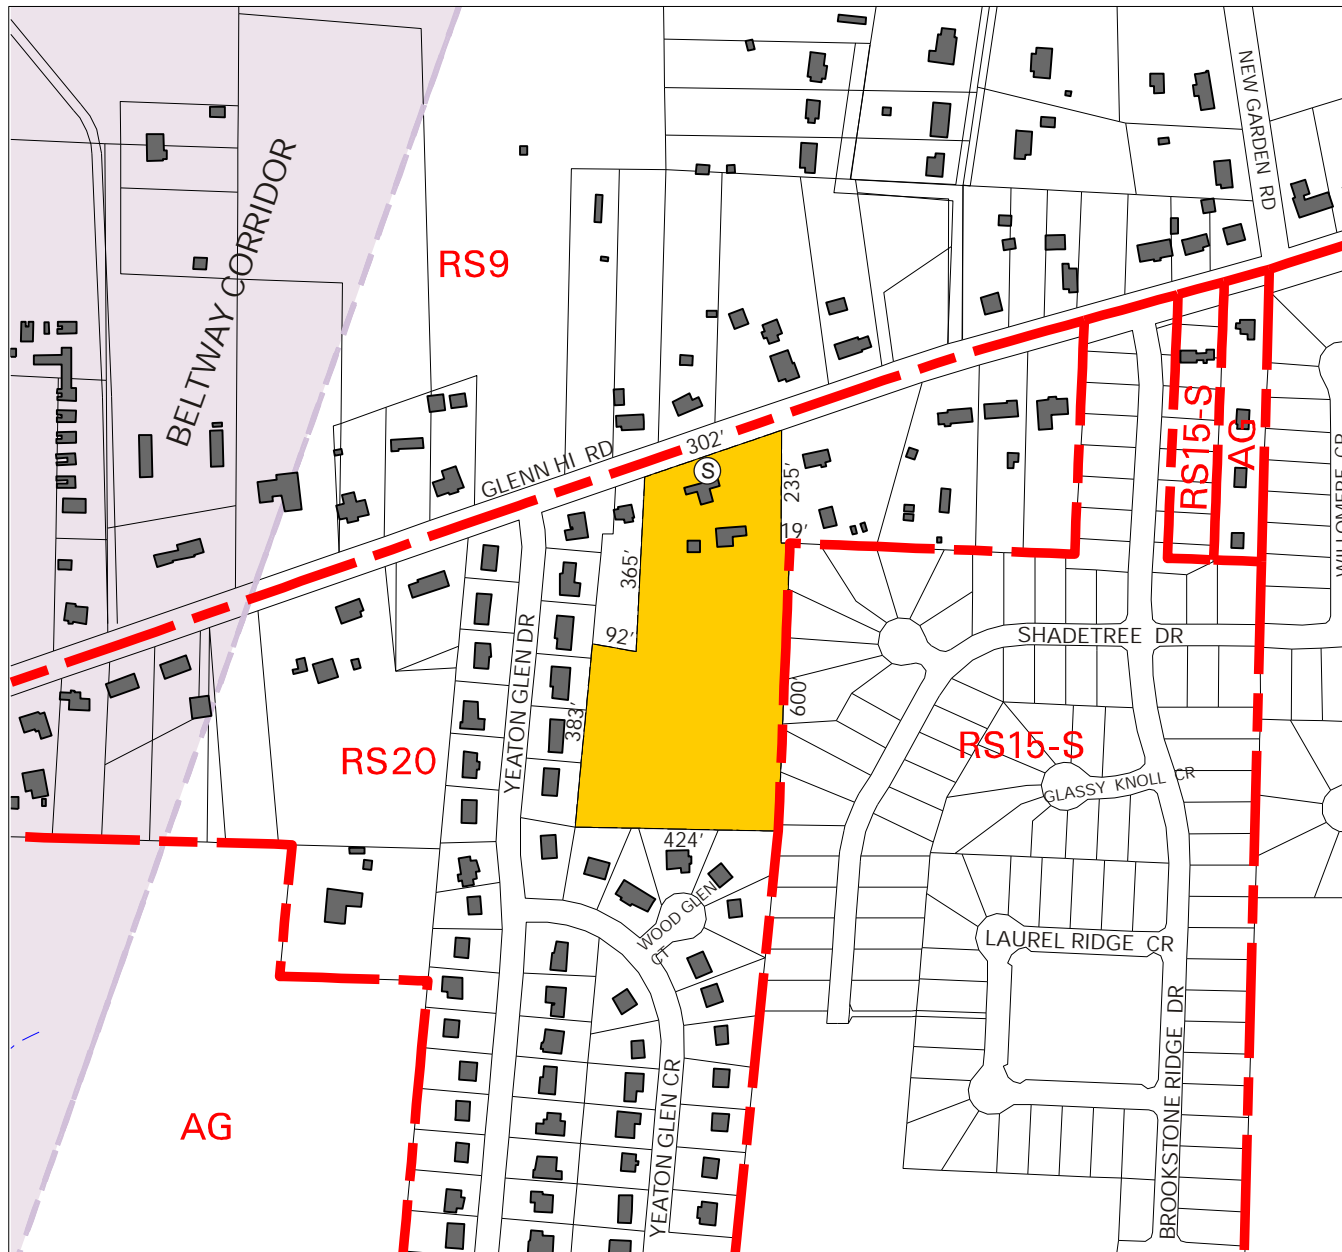 NEW GARDEN RD
BELTWAY CORRIDOR
RS9
302'
GLENN HI RD
S
235'
19'
RS15-S
AG
365'
92'
SHADETREE DR
YEATON GLEN DR
383'
600'
RS20
RS15-S
GLASSY KNOLL CR
424'
WOOD GLEN
CT
LAUREL RIDGE CR
BROOKSTONE RIDGE DR
YEATON GLEN CR
AG